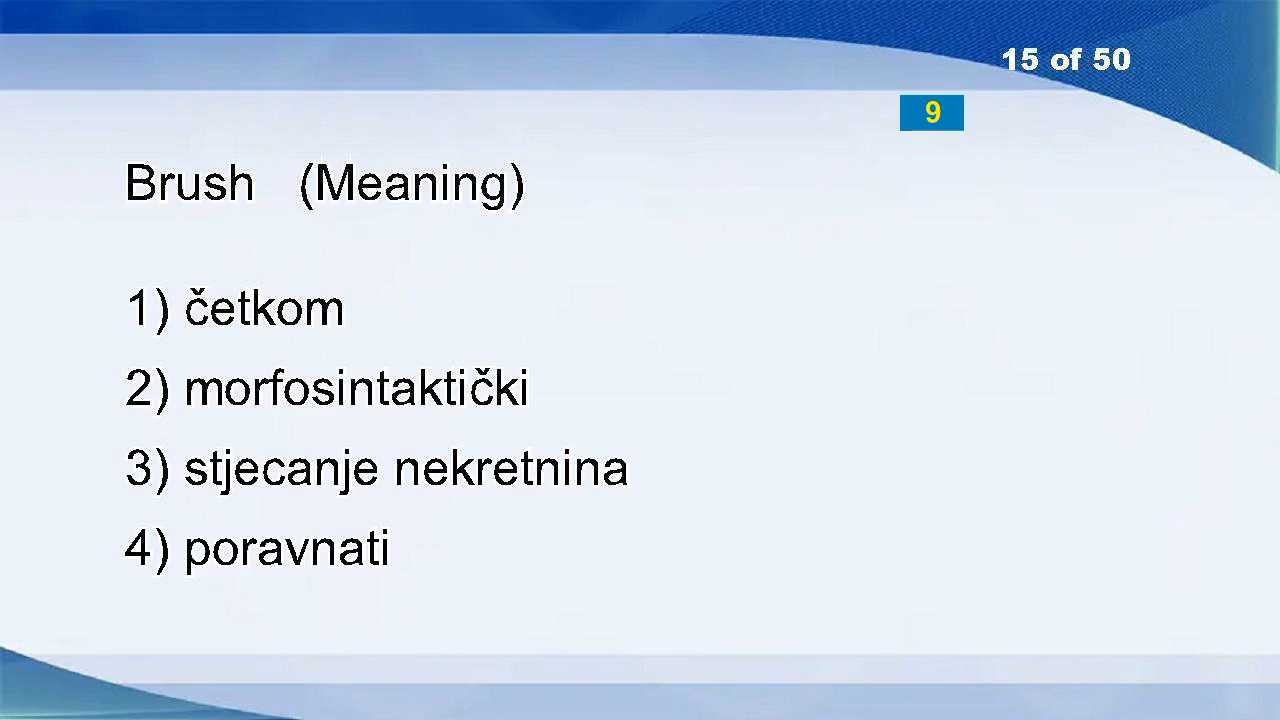 15 of 50
9
Brush (Meaning)
1) četkom
2) morfosintaktički
3) stjecanje nekretnina
4) poravnati